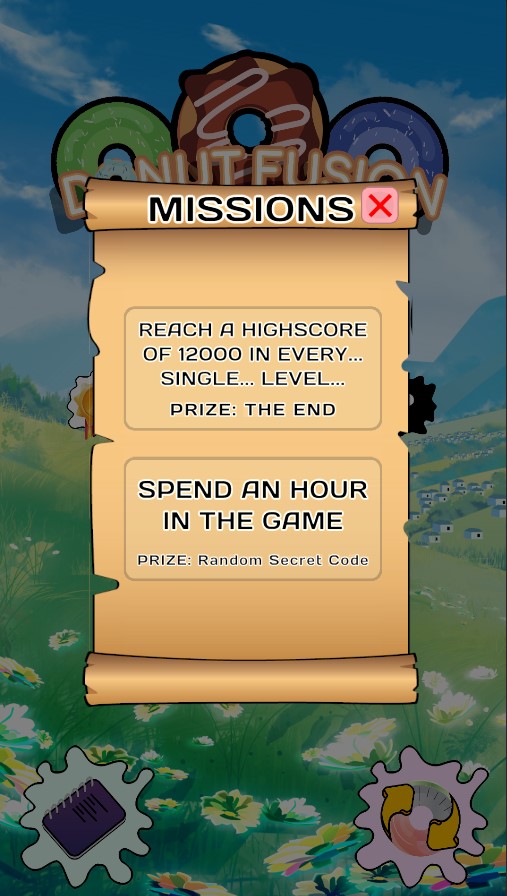 DONUT FUSION
MISSIONS
REACH A HIGHSCORE
OF 12000 IN EVERY...
SINGLE... LEVEL...
PRIZE: THE END
SPEND AN HOUR
IN THE GAME
PRIZE: Random Secret Code